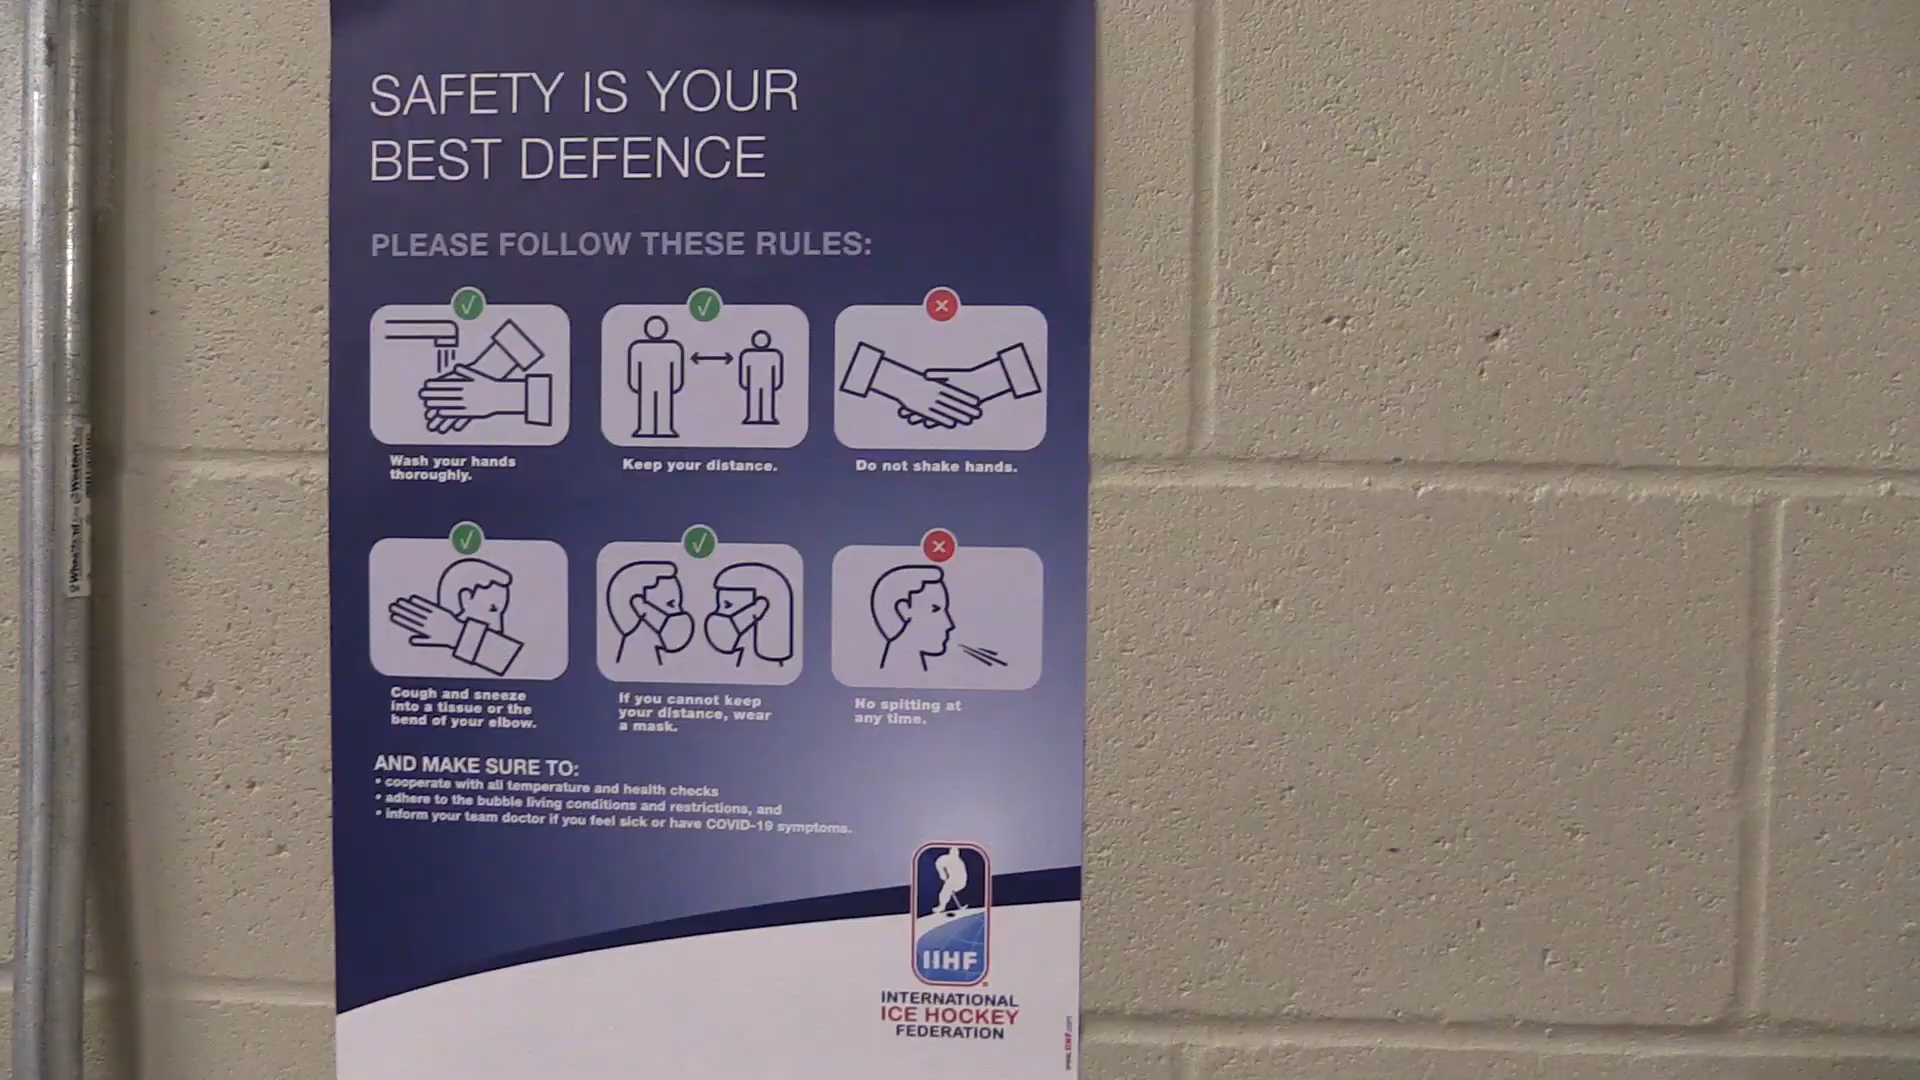 SAFETY IS YOUR
BEST DEFENCE
PLEASE FOLLOW THESE RULES:
Wash your hands
thoroughly.
Keep your distance.
Do not shake hands.
Cough and sneeze
into a tissue or the
bend of your elbow.
If you cannot keep
your distance, wear
a mask.
No spitting at
any time.
AND MAKE SURE TO:
• cooperate with all temperature and health checks
• adhere to the bubble living conditions and restrictions, and
• inform your team doctor if you feel sick or have COVID-19 symptoms.
IIHF
INTERNATIONAL
ICE HOCKEY
FEDERATION
www.IIHF.com